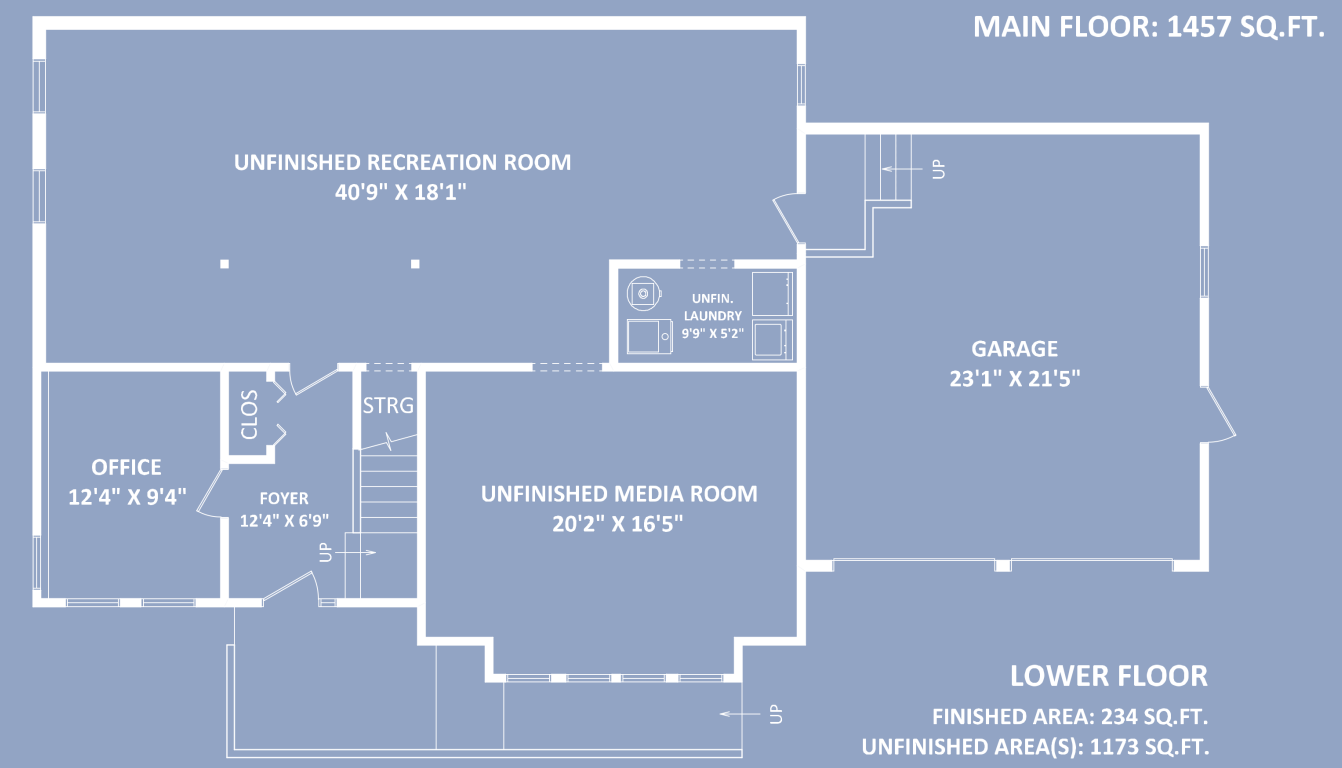 MAIN FLOOR: 1457 SQ.FT.
UNFINISHED RECREATION ROOM
40'9" X 18'1"
UP
UNFIN.
LAUNDRY
9'9" X 5'2"
GARAGE
23'1" X 21'5"
CLOS
STRG
OFFICE
12'4" X 9'4"
FOYER
12'4" X 6'9"
UNFINISHED MEDIA ROOM
20'2" X 16'5"
UP
LOWER FLOOR
FINISHED AREA: 234 SQ.FT.
UNFINISHED AREA(S): 1173 SQ.FT.
UP